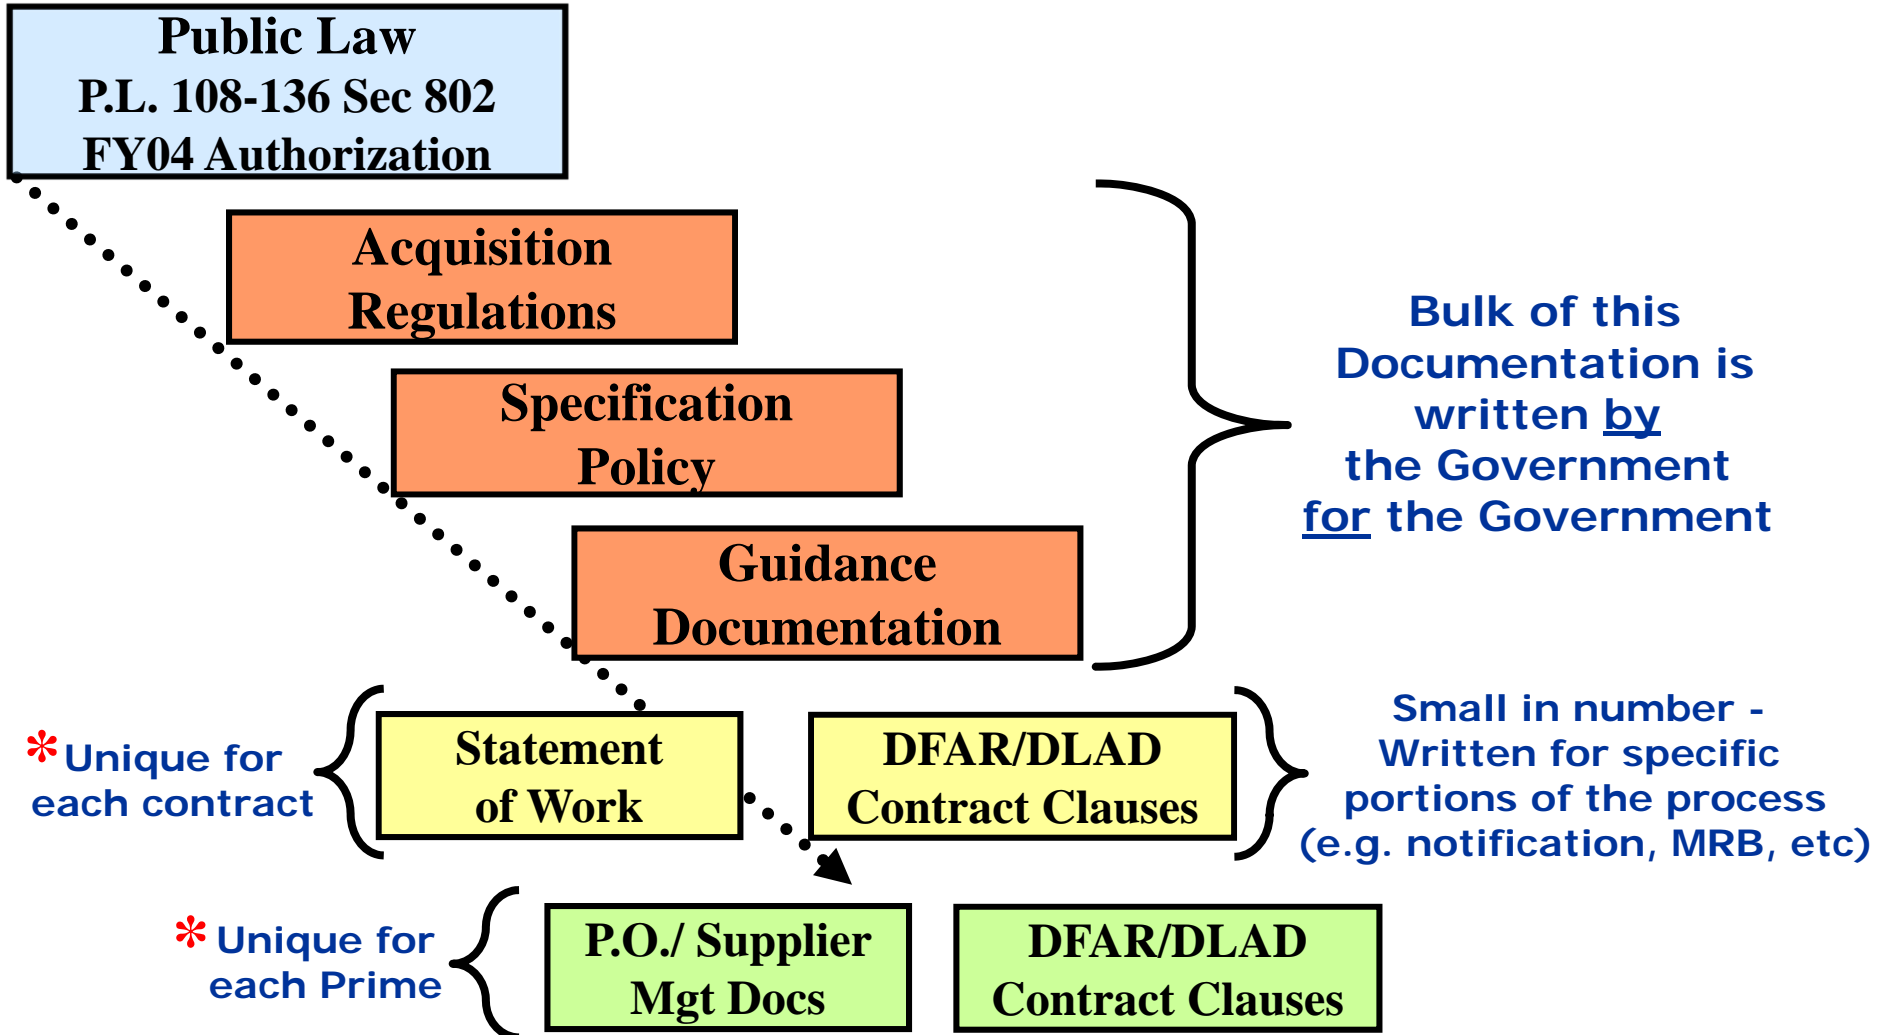 Public Law
P.L. 108-136 Sec 802
FY04 Authorization
Acquisition
Regulations
Specification
Policy
Guidance
Documentation
Bulk of this
Documentation is
written by
the Government
for the Government
* Unique for
each contract
Statement
of Work
DFAR/DLAD
Contract Clauses
Small in number -
Written for specific
portions of the process
(e.g. notification, MRB, etc)
* Unique for
each Prime
P.O./ Supplier
Mgt Docs
DFAR/DLAD
Contract Clauses